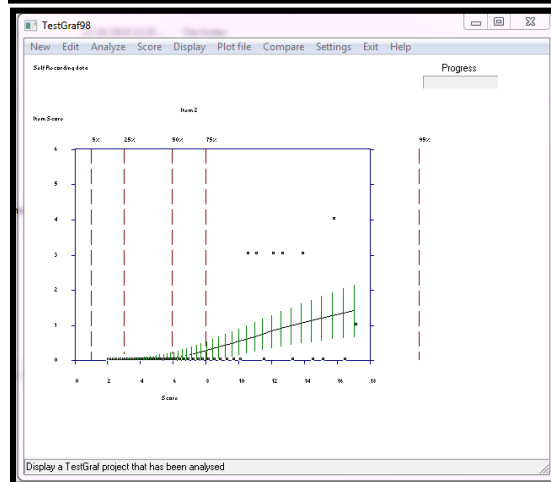 TestGraf98
New Edit Analyze Score Display Plot file Compare Settings Exit Help
Self Recording data
Progress
Item 2
Item Score
5% 25% 50% 75% 95%
6
5
4
3
2
1
0
0 2 4 6 8 10 12 14 16 18
Score
Display a TestGraf project that has been analysed